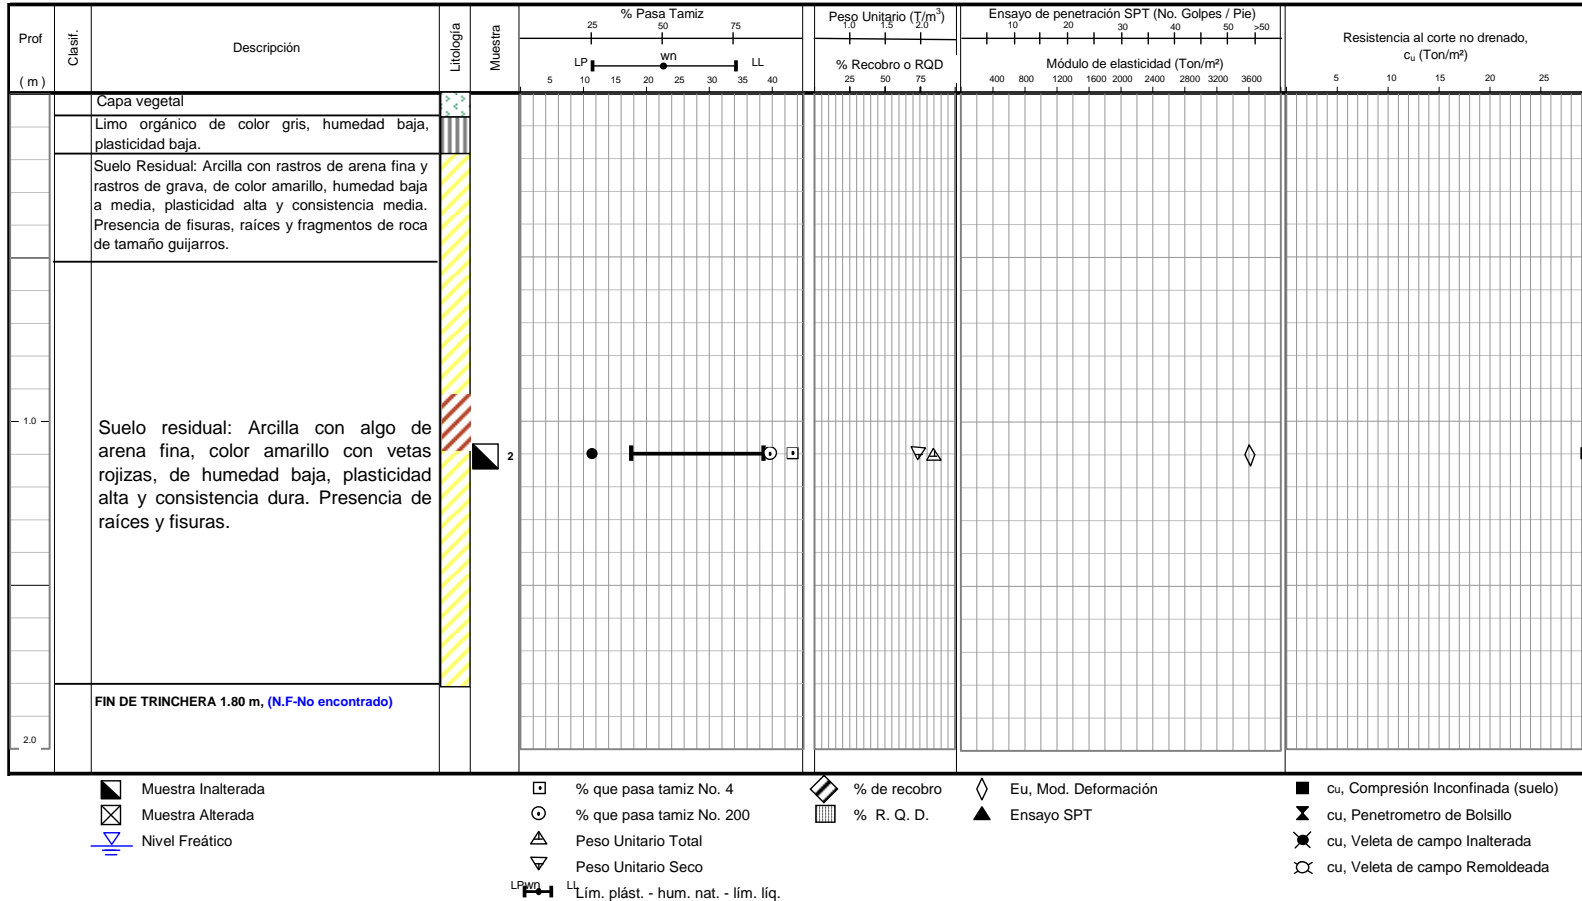 Prof
( m )
Clasif.
Descripción
Litología
Muestra
% Pasa Tamiz
25 50 75
LP wn LL
5 10 15 20 25 30 35 40
Peso Unitario (T/m³)
1.0 1.5 2.0
% Recobro o RQD
25 50 75
Ensayo de penetración SPT (No. Golpes / Pie)
10 20 30 40 50 >50
Módulo de elasticidad (Ton/m²)
400 800 1200 1600 2000 2400 2800 3200 3600
Resistencia al corte no drenado,
cᵤ (Ton/m²)
5 10 15 20 25
Capa vegetal
Limo orgánico de color gris, humedad baja,
plasticidad baja.
Suelo Residual: Arcilla con rastros de arena fina y
rastros de grava, de color amarillo, humedad baja
a media, plasticidad alta y consistencia media.
Presencia de fisuras, raíces y fragmentos de roca
de tamaño guijarros.
1.0
Suelo residual: Arcilla con algo de
arena fina, color amarillo con vetas
rojizas, de humedad baja, plasticidad
alta y consistencia dura. Presencia de
raíces y fisuras.
2
FIN DE TRINCHERA 1.80 m, (N.F-No encontrado)
2.0
Muestra Inalterada
Muestra Alterada
Nivel Freático
% que pasa tamiz No. 4
% que pasa tamiz No. 200
Peso Unitario Total
Peso Unitario Seco
LP wn LL
Lím. plást. - hum. nat. - lím. líq.
% de recobro
% R. Q. D.
Eu, Mod. Deformación
Ensayo SPT
cu, Compresión Inconfinada (suelo)
cu, Penetrometro de Bolsillo
cu, Veleta de campo Inalterada
cu, Veleta de campo Remoldeada